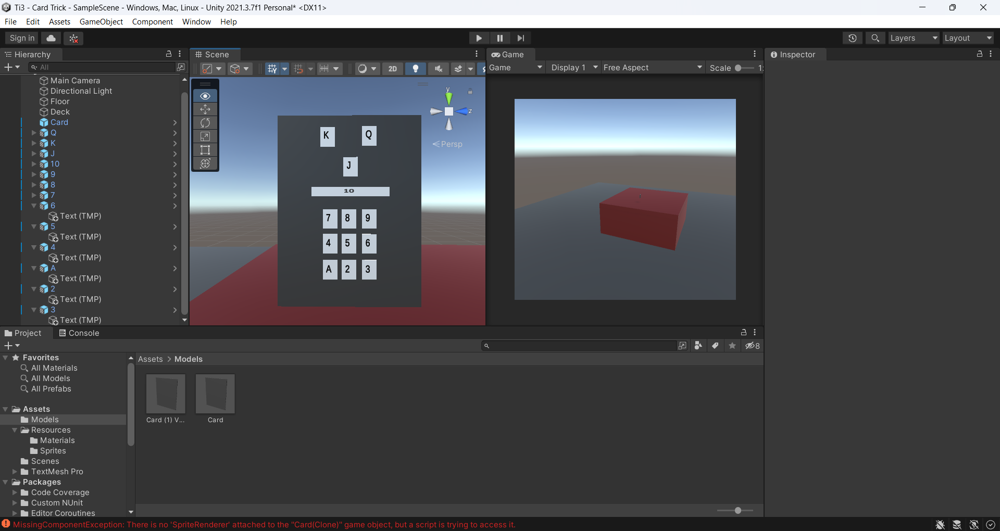 Ti3 - Card Trick - SampleScene - Windows, Mac, Linux - Unity 2021.3.7f1 Personal* <DX11>
File Edit Assets GameObject Component Window Help
Sign in Layers Layout
Hierarchy
All
Main Camera
Directional Light
Floor
Deck
Card
Q
K
J
10
9
8
7
6
Text (TMP)
5
Text (TMP)
4
Text (TMP)
A
Text (TMP)
2
Text (TMP)
3
Text (TMP)
Scene
2D
y
z
Persp
K Q
J
10
7 8 9
4 5 6
A 2 3
Game
Game Display 1 Free Aspect Scale 1:
Inspector
Project Console
8
Favorites
All Materials
All Models
All Prefabs
Assets
Models
Resources
Materials
Sprites
Scenes
TextMesh Pro
Packages
Code Coverage
Custom NUnit
Editor Coroutines
Assets > Models
Card (1) V... Card
MissingComponentException: There is no 'SpriteRenderer' attached to the "Card(Clone)" game object, but a script is trying to access it.